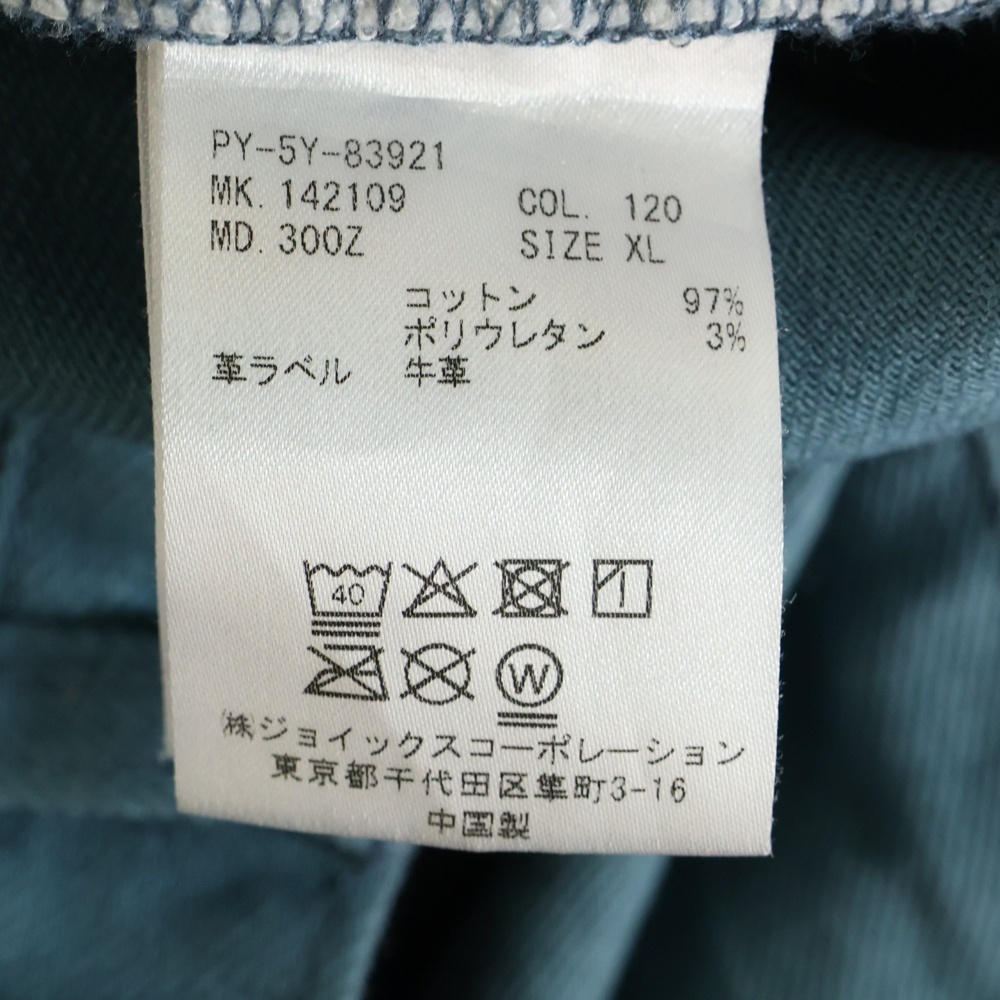 PY-5Y-83921
MK. 142109 COL. 120
MD. 300Z SIZE XL
コットン 97%
ポリウレタン 3%
革ラベル 牛革
40
W
㈱ジョイックスコーポレーション
東京都千代田区隼町3-16
中国製